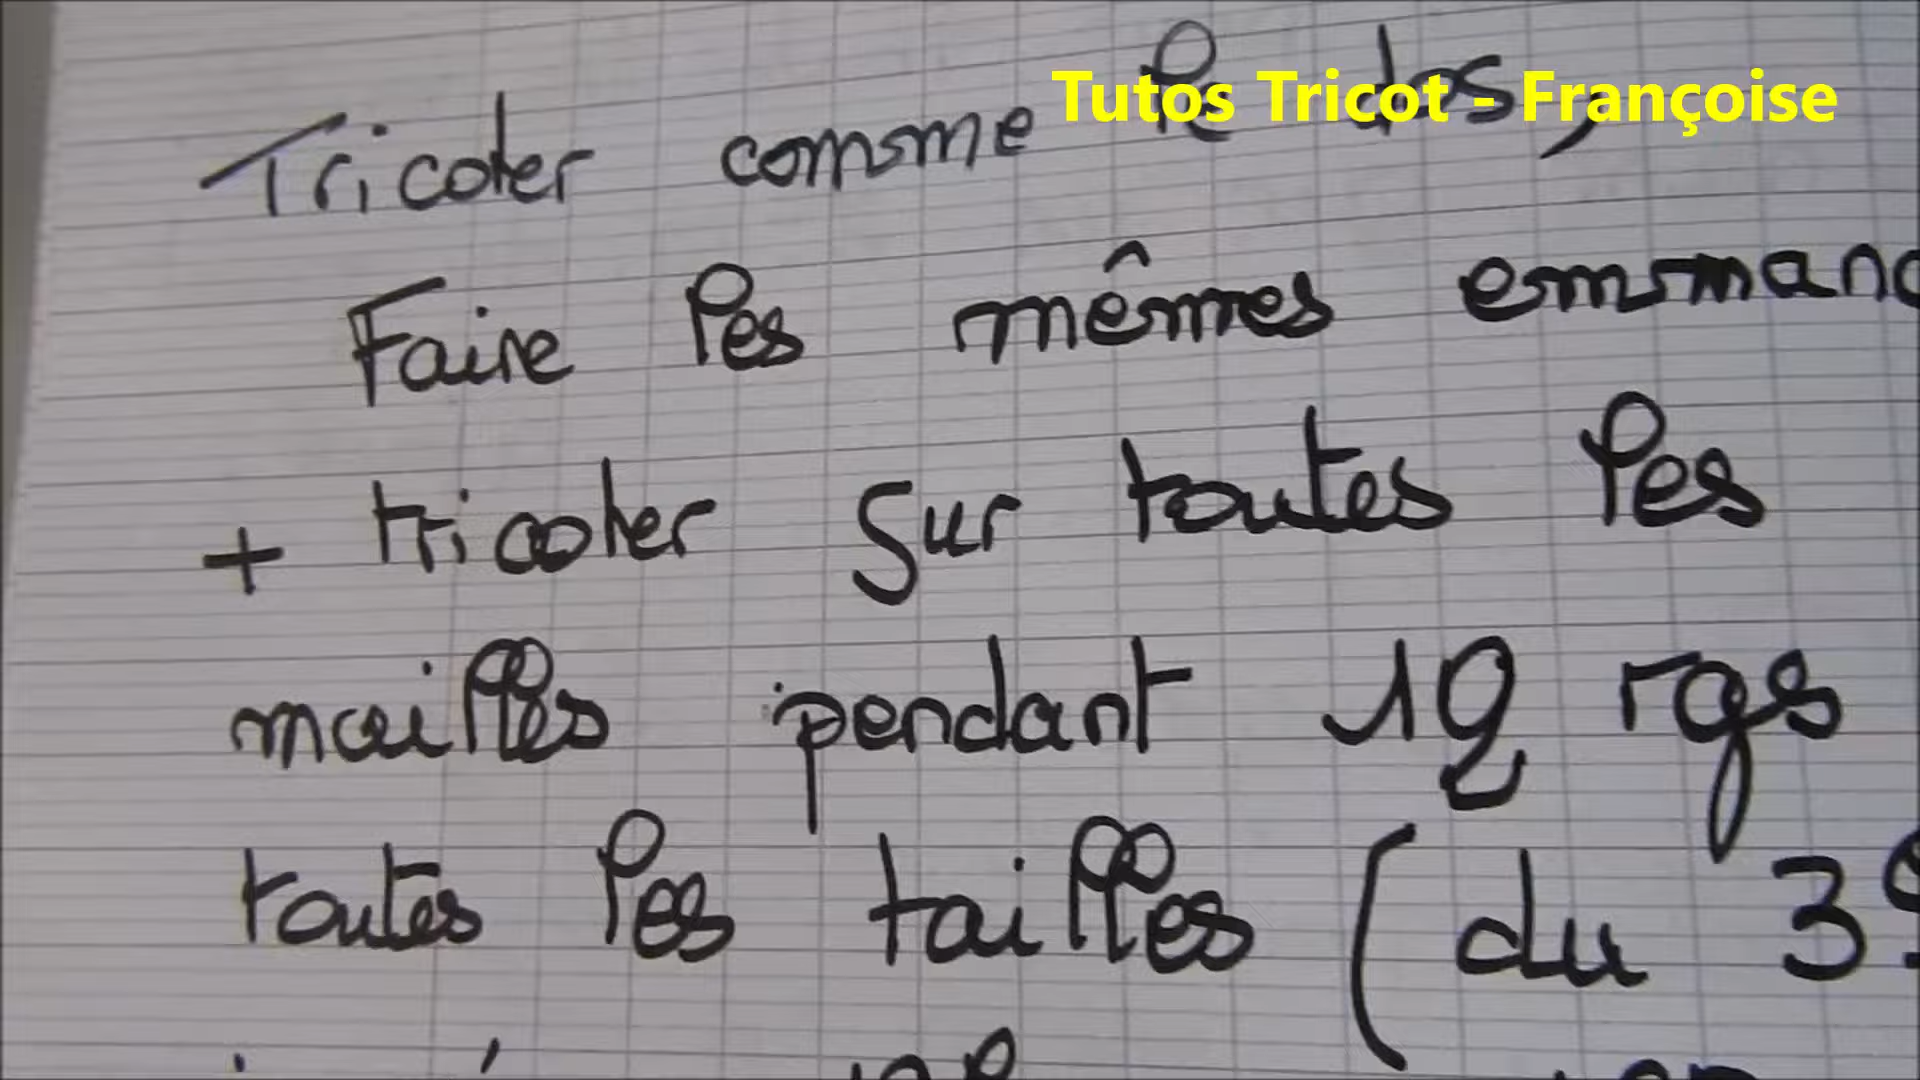 Tutos Tricot - Françoise
Tricoter comme le dos,
Faire les mêmes emman
+ tricoter sur toutes les
mailles pendant 12 rgs
toutes les tailles (du 3